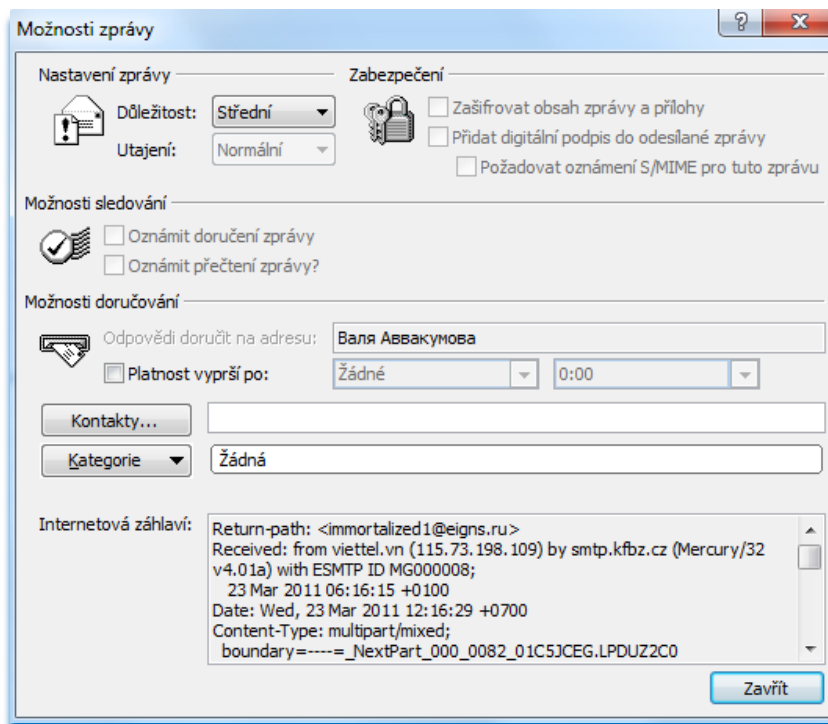 Možnosti zprávy
Nastavení zprávy
Zabezpečení
Důležitost: Střední
Utajení: Normální
Zašifrovat obsah zprávy a přílohy
Přidat digitální podpis do odesílané zprávy
Požadovat oznámení S/MIME pro tuto zprávu
Možnosti sledování
Oznámit doručení zprávy
Oznámit přečtení zprávy?
Možnosti doručování
Odpovědi doručit na adresu: Валя Аввакумова
Platnost vyprší po: Žádné 0:00
Kontakty...
Kategorie Žádná
Internetová záhlaví:
Return-path: <immortalized1@eigns.ru>
Received: from viettel.vn (115.73.198.109) by smtp.kfbz.cz (Mercury/32
v4.01a) with ESMTP ID MG000008;
23 Mar 2011 06:16:15 +0100
Date: Wed, 23 Mar 2011 12:16:29 +0700
Content-Type: multipart/mixed;
boundary=----=_NextPart_000_0082_01C5JCEG.LPDUZ2C0
Zavřít